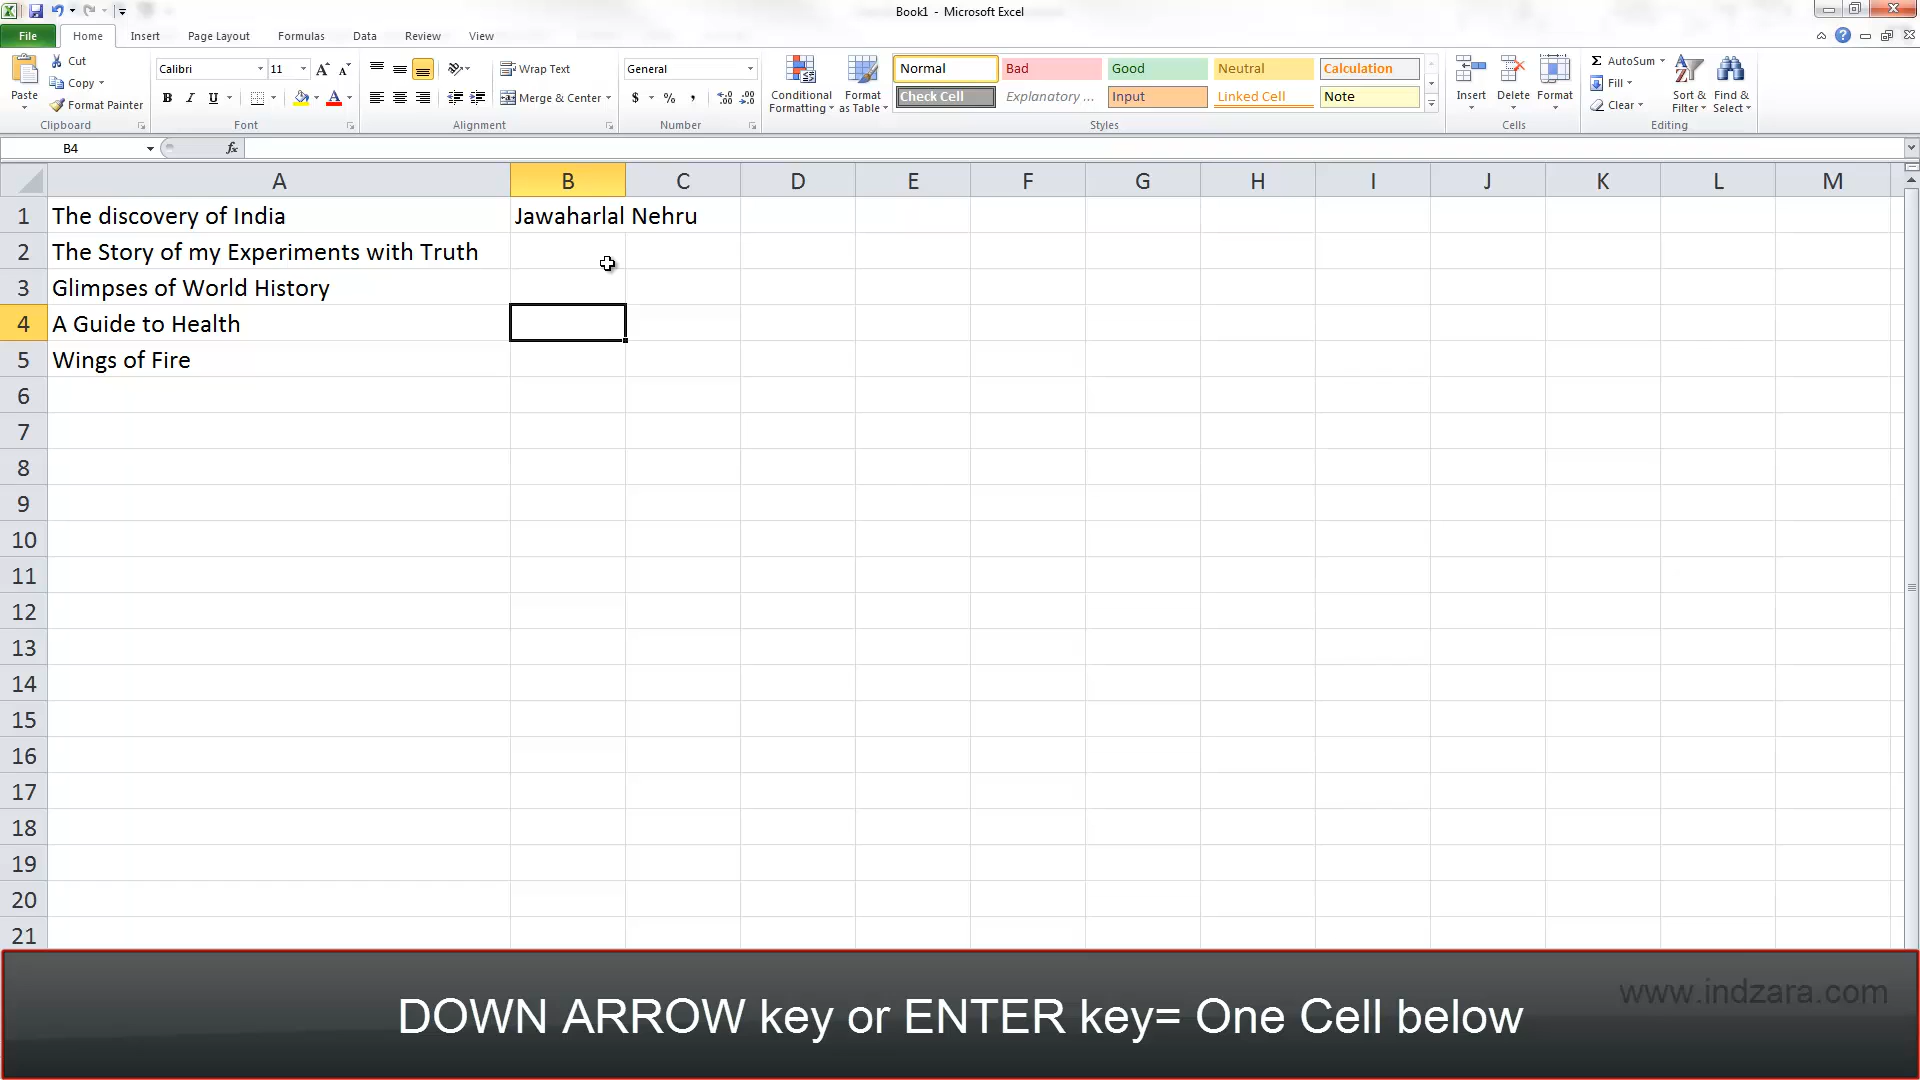 Book1 - Microsoft Excel
File Home Insert Page Layout Formulas Data Review View
Paste Cut Copy Format Painter
Clipboard
Calibri 11 A A
B I U A
Font
Wrap Text
Merge & Center
Alignment
General
$ % , .0 .00 .00 .0
Number
Conditional Formatting
Format as Table
Normal Bad Good Neutral Calculation
Check Cell Explanatory ... Input Linked Cell Note
Styles
Insert Delete Format
Cells
Σ AutoSum
Fill
Clear
Sort & Filter
Find & Select
Editing
B4 fx
A B C D E F G H I J K L M
1 The discovery of India Jawaharlal Nehru
2 The Story of my Experiments with Truth
3 Glimpses of World History
4 A Guide to Health
5 Wings of Fire
6
7
8
9
10
11
12
13
14
15
16
17
18
19
20
21
www.indzara.com
DOWN ARROW key or ENTER key= One Cell below